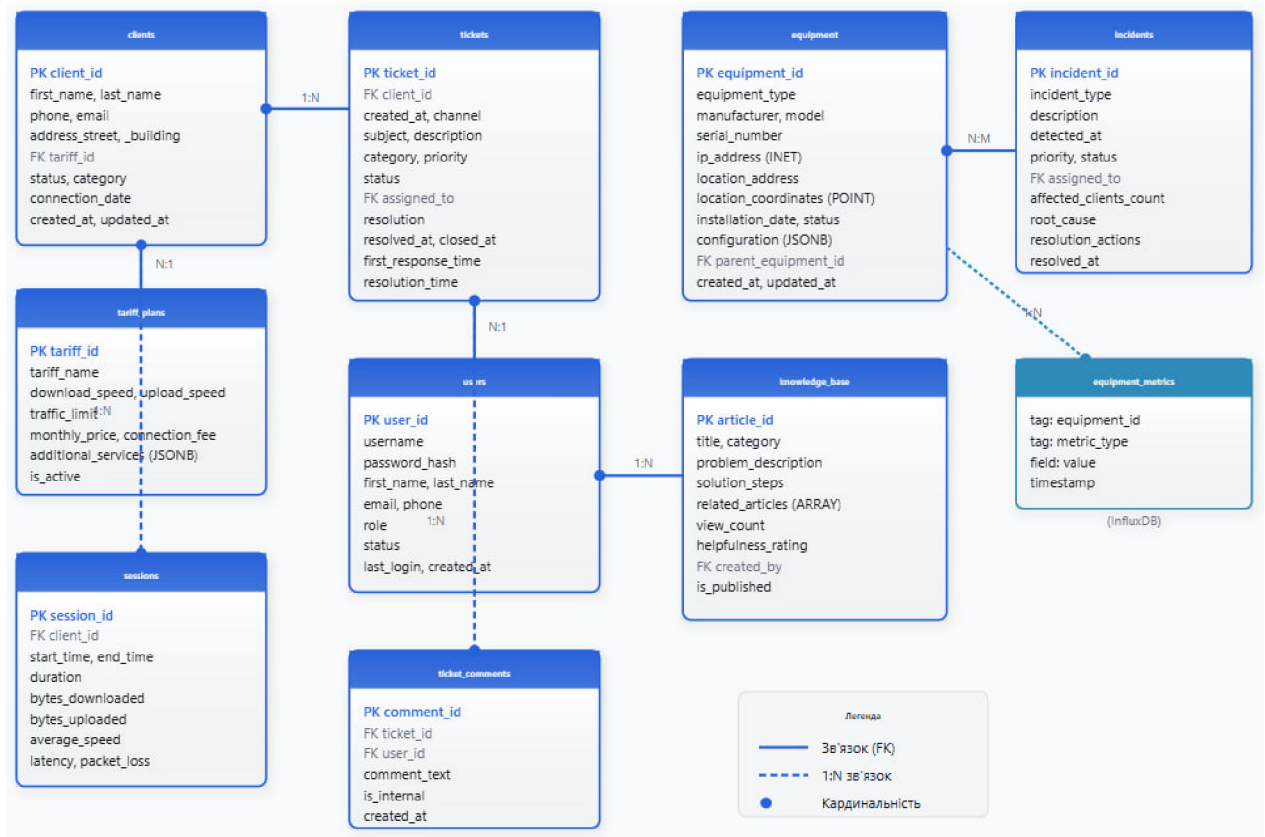 clients
PK client_id
first_name, last_name
phone, email
address_street, _building
FK tariff_id
status, category
connection_date
created_at, updated_at
1:N
tickets
PK ticket_id
FK client_id
created_at, channel
subject, description
category, priority
status
FK assigned_to
resolution
resolved_at, closed_at
first_response_time
resolution_time
equipment
PK equipment_id
equipment_type
manufacturer, model
serial_number
ip_address (INET)
location_address
location_coordinates (POINT)
installation_date, status
configuration (JSONB)
FK parent_equipment_id
created_at, updated_at
N:M
incidents
PK incident_id
incident_type
description
detected_at
priority, status
FK assigned_to
affected_clients_count
root_cause
resolution_actions
resolved_at
N:1
tariff_plans
PK tariff_id
tariff_name
download_speed, upload_speed
traffic_limit
1:N
monthly_price, connection_fee
additional_services (JSONB)
is_active
N:1
users
PK user_id
username
password_hash
first_name, last_name
email, phone
role
1:N
status
last_login, created_at
1:N
knowledge_base
PK article_id
title, category
problem_description
solution_steps
related_articles (ARRAY)
view_count
helpfulness_rating
FK created_by
is_published
1:N
equipment_metrics
tag: equipment_id
tag: metric_type
field: value
timestamp
(InfluxDB)
sessions
PK session_id
FK client_id
start_time, end_time
duration
bytes_downloaded
bytes_uploaded
average_speed
latency, packet_loss
ticket_comments
PK comment_id
FK ticket_id
FK user_id
comment_text
is_internal
created_at
Легенда
Зв'язок (FK)
1:N зв'язок
Кардинальність